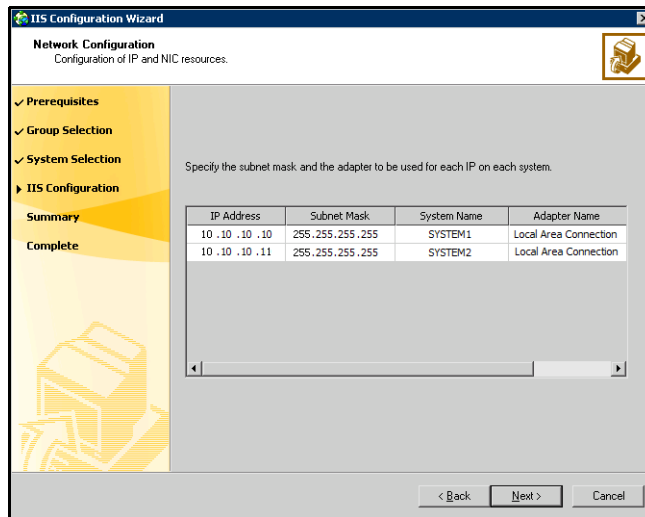 IIS Configuration Wizard
Network Configuration
Configuration of IP and NIC resources.
Prerequisites
Group Selection
System Selection
IIS Configuration
Summary
Complete
Specify the subnet mask and the adapter to be used for each IP on each system.
IP Address Subnet Mask System Name Adapter Name
10 .10 .10 .10 255.255.255.255 SYSTEM1 Local Area Connection
10 .10 .10 .11 255.255.255.255 SYSTEM2 Local Area Connection
< Back Next > Cancel